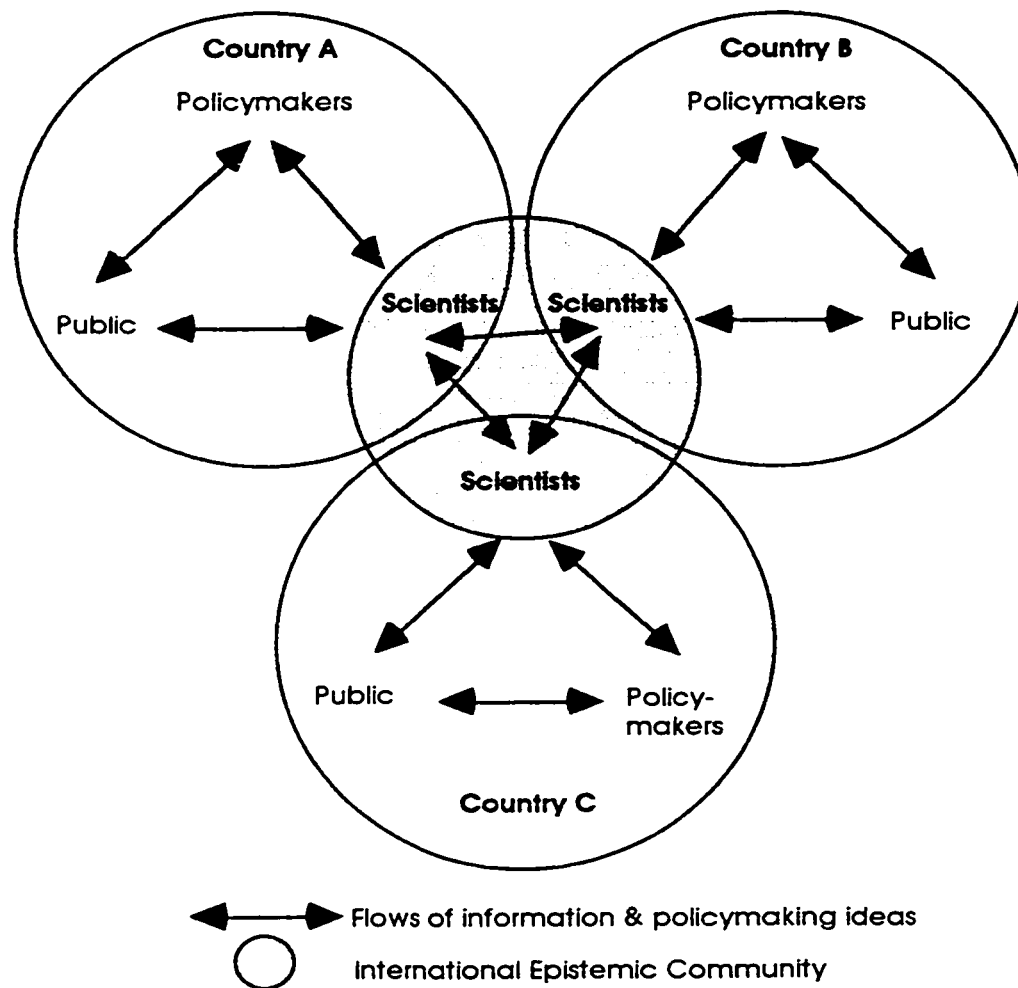 Country A
Policymakers
Public
Country B
Policymakers
Public
Scientists
Scientists
Scientists
Public
Policy-
makers
Country C
Flows of information & policymaking ideas
International Epistemic Community